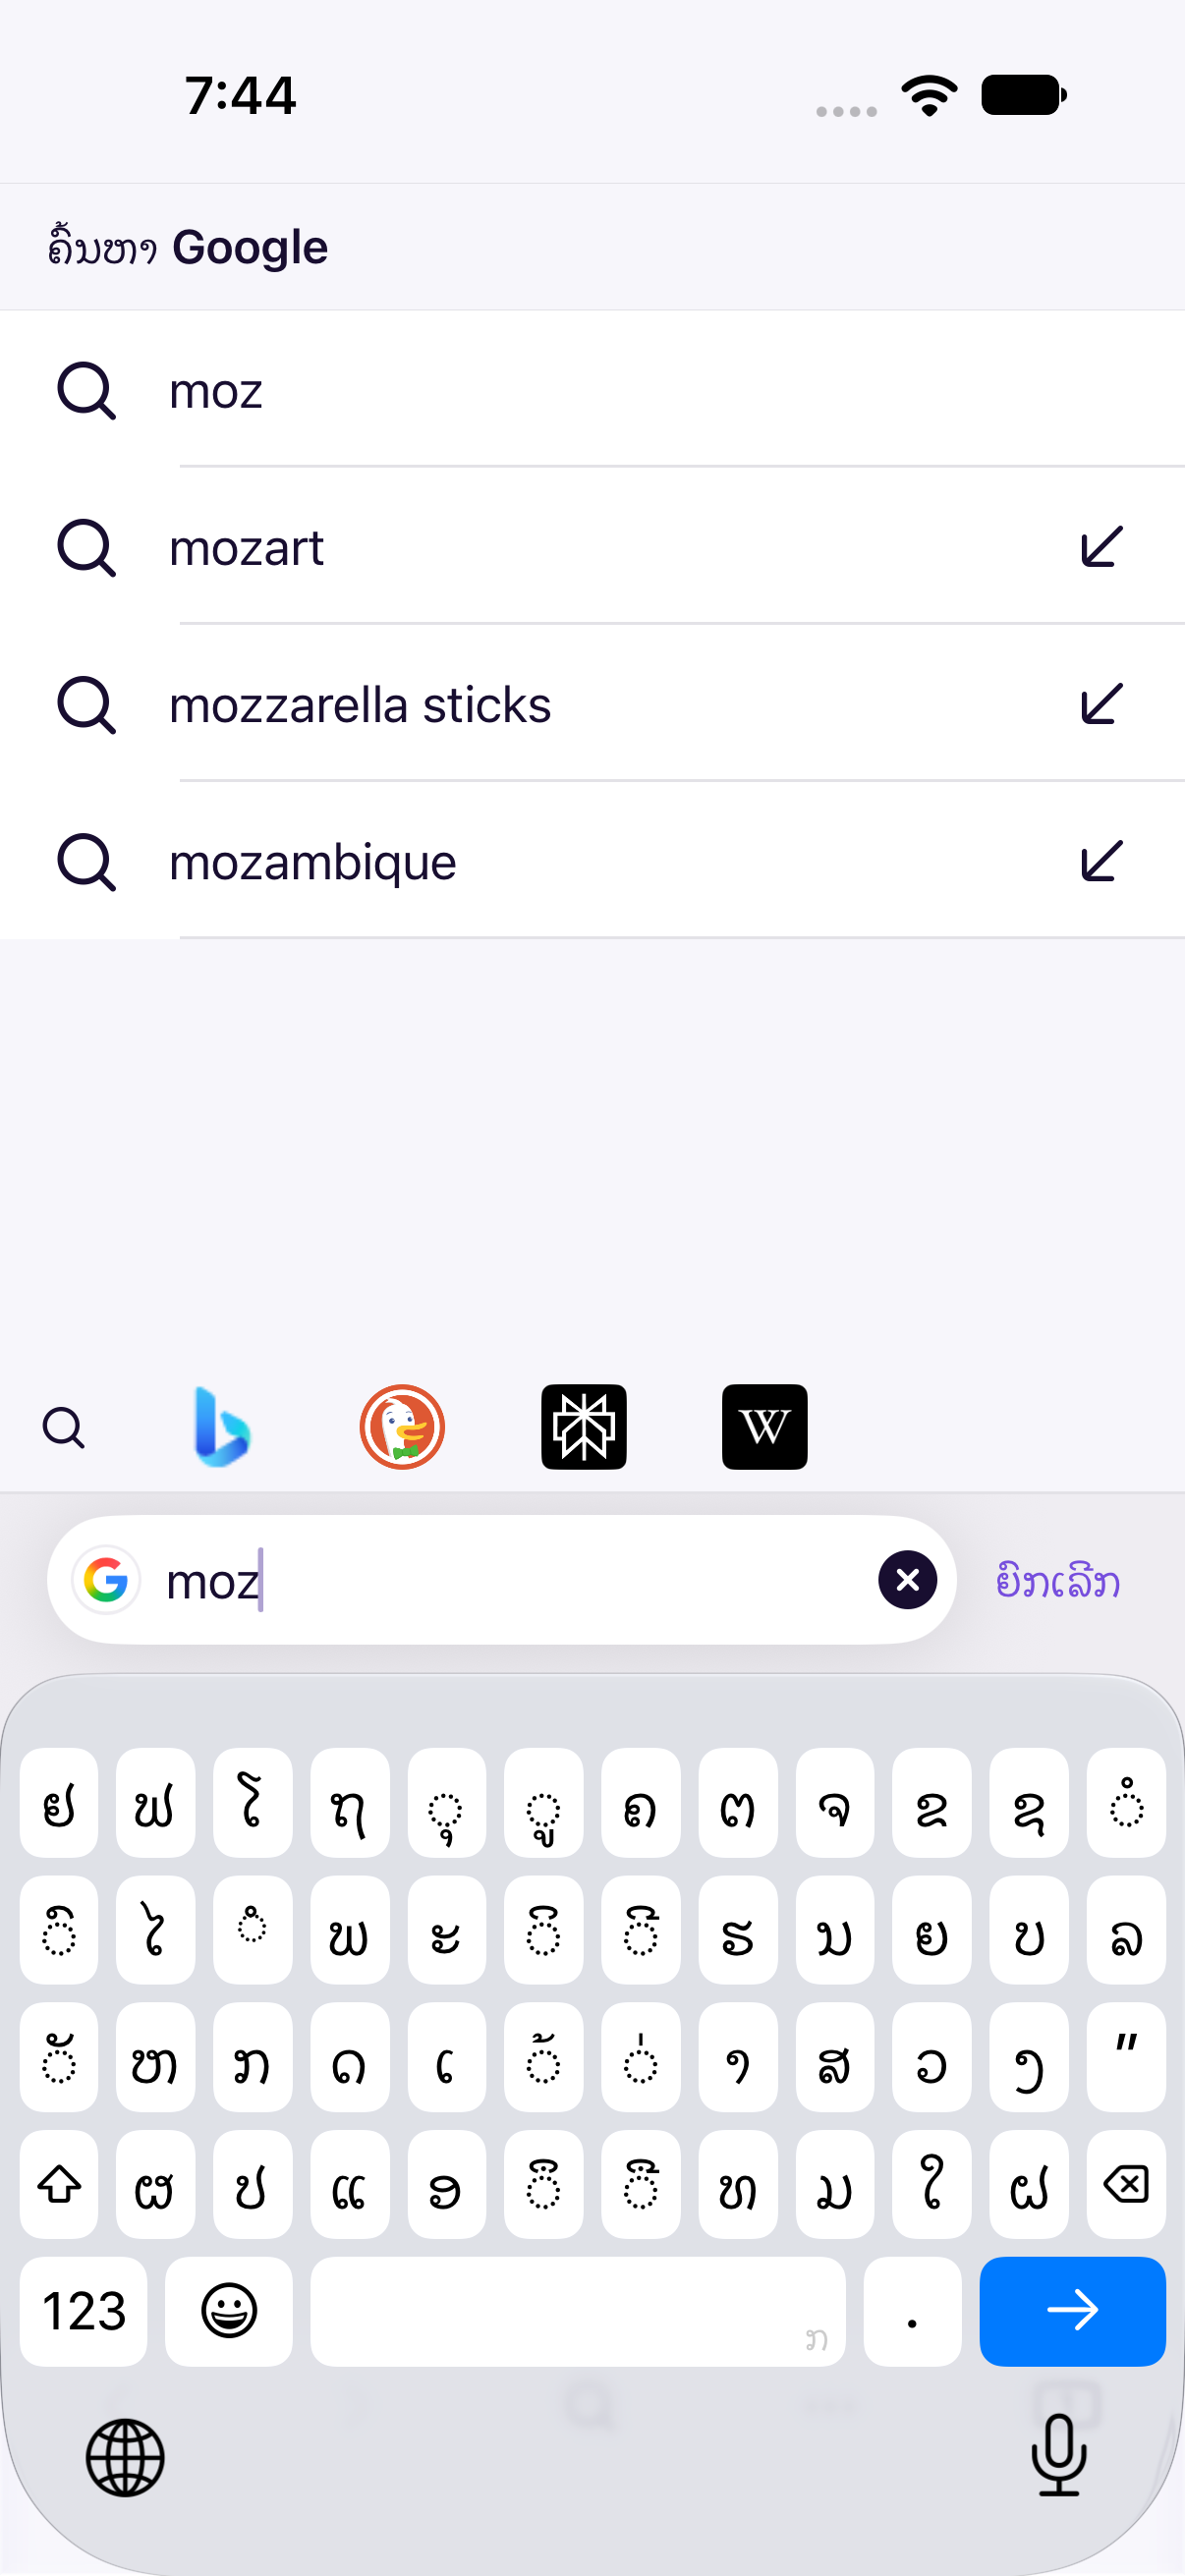 7:44
ຄົ້ນຫາ Google
moz
mozart
mozzarella sticks
mozambique
W
moz
ຍົກເລີກ
ຢ ຟ ໂ ຖ ຸ ູ ຄ ຕ ຈ ຂ ຊ ໍ
ິ ໄ ໍ ພ ະ ິ ີ ຮ ນ ຍ ບ ລ
ັ ຫ ກ ດ ເ ້ ່ າ ສ ວ ງ "
ຜ ປ ແ ອ ຶ ື ທ ມ ໃ ຝ
123 .
ກ